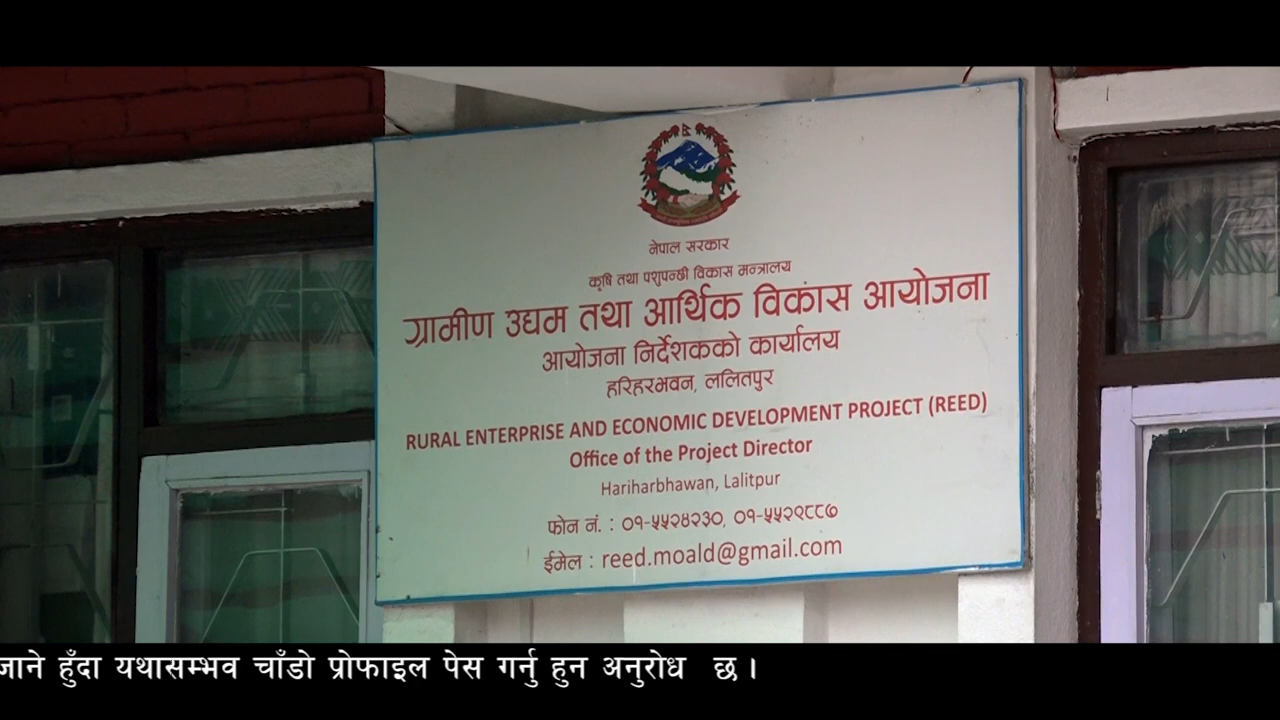 नेपाल सरकार
कृषि तथा पशुपन्छी विकास मन्त्रालय
ग्रामीण उद्यम तथा आर्थिक विकास आयोजना
आयोजना निर्देशकको कार्यालय
हरिहरभवन, ललितपुर
RURAL ENTERPRISE AND ECONOMIC DEVELOPMENT PROJECT (REED)
Office of the Project Director
Hariharbhawan, Lalitpur
फोन नं. : ०१-५५२४२३०, ०१-५५२९८८७
ईमेल : reed.moald@gmail.com
जाने हुँदा यथासम्भव चाँडो प्रोफाइल पेस गर्नु हुन अनुरोध छ।